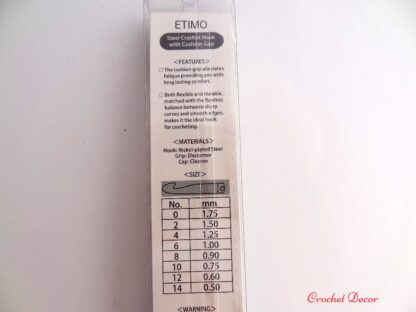 ETIMO
Steel Crochet Hook
with Cushion Grip
<FEATURES>
The cushion grip alleviates
fatigue providing you with
long lasting comfort.
Both flexible and durable,
matched with the flawless
balance between sharp
curves and smooth edges,
makes it the ideal hook
for crocheting.
<MATERIALS>
Hook: Nickel-plated Steel
Grip: Elastomer
Cap: Clearen
<SIZE>
d
No. mm
0 1.75
2 1.50
4 1.25
6 1.00
8 0.90
10 0.75
12 0.60
14 0.50
<WARNING>
Crochet Decor